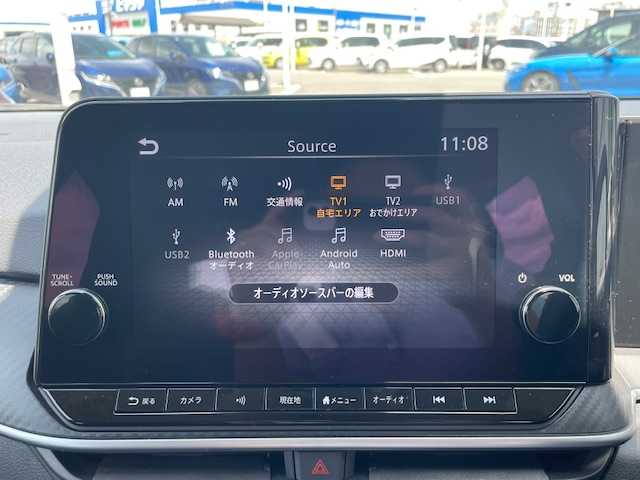 Source
11:08
AM
FM
交通情報
TV1
自宅エリア
TV2
おでかけエリア
USB1
USB2
Bluetooth
オーディオ
Apple
CarPlay
Android
Auto
HDMI
オーディオソースバーの編集
TUNE・
SCROLL
PUSH
SOUND
VOL
戻る
カメラ
現在地
メニュー
オーディオ